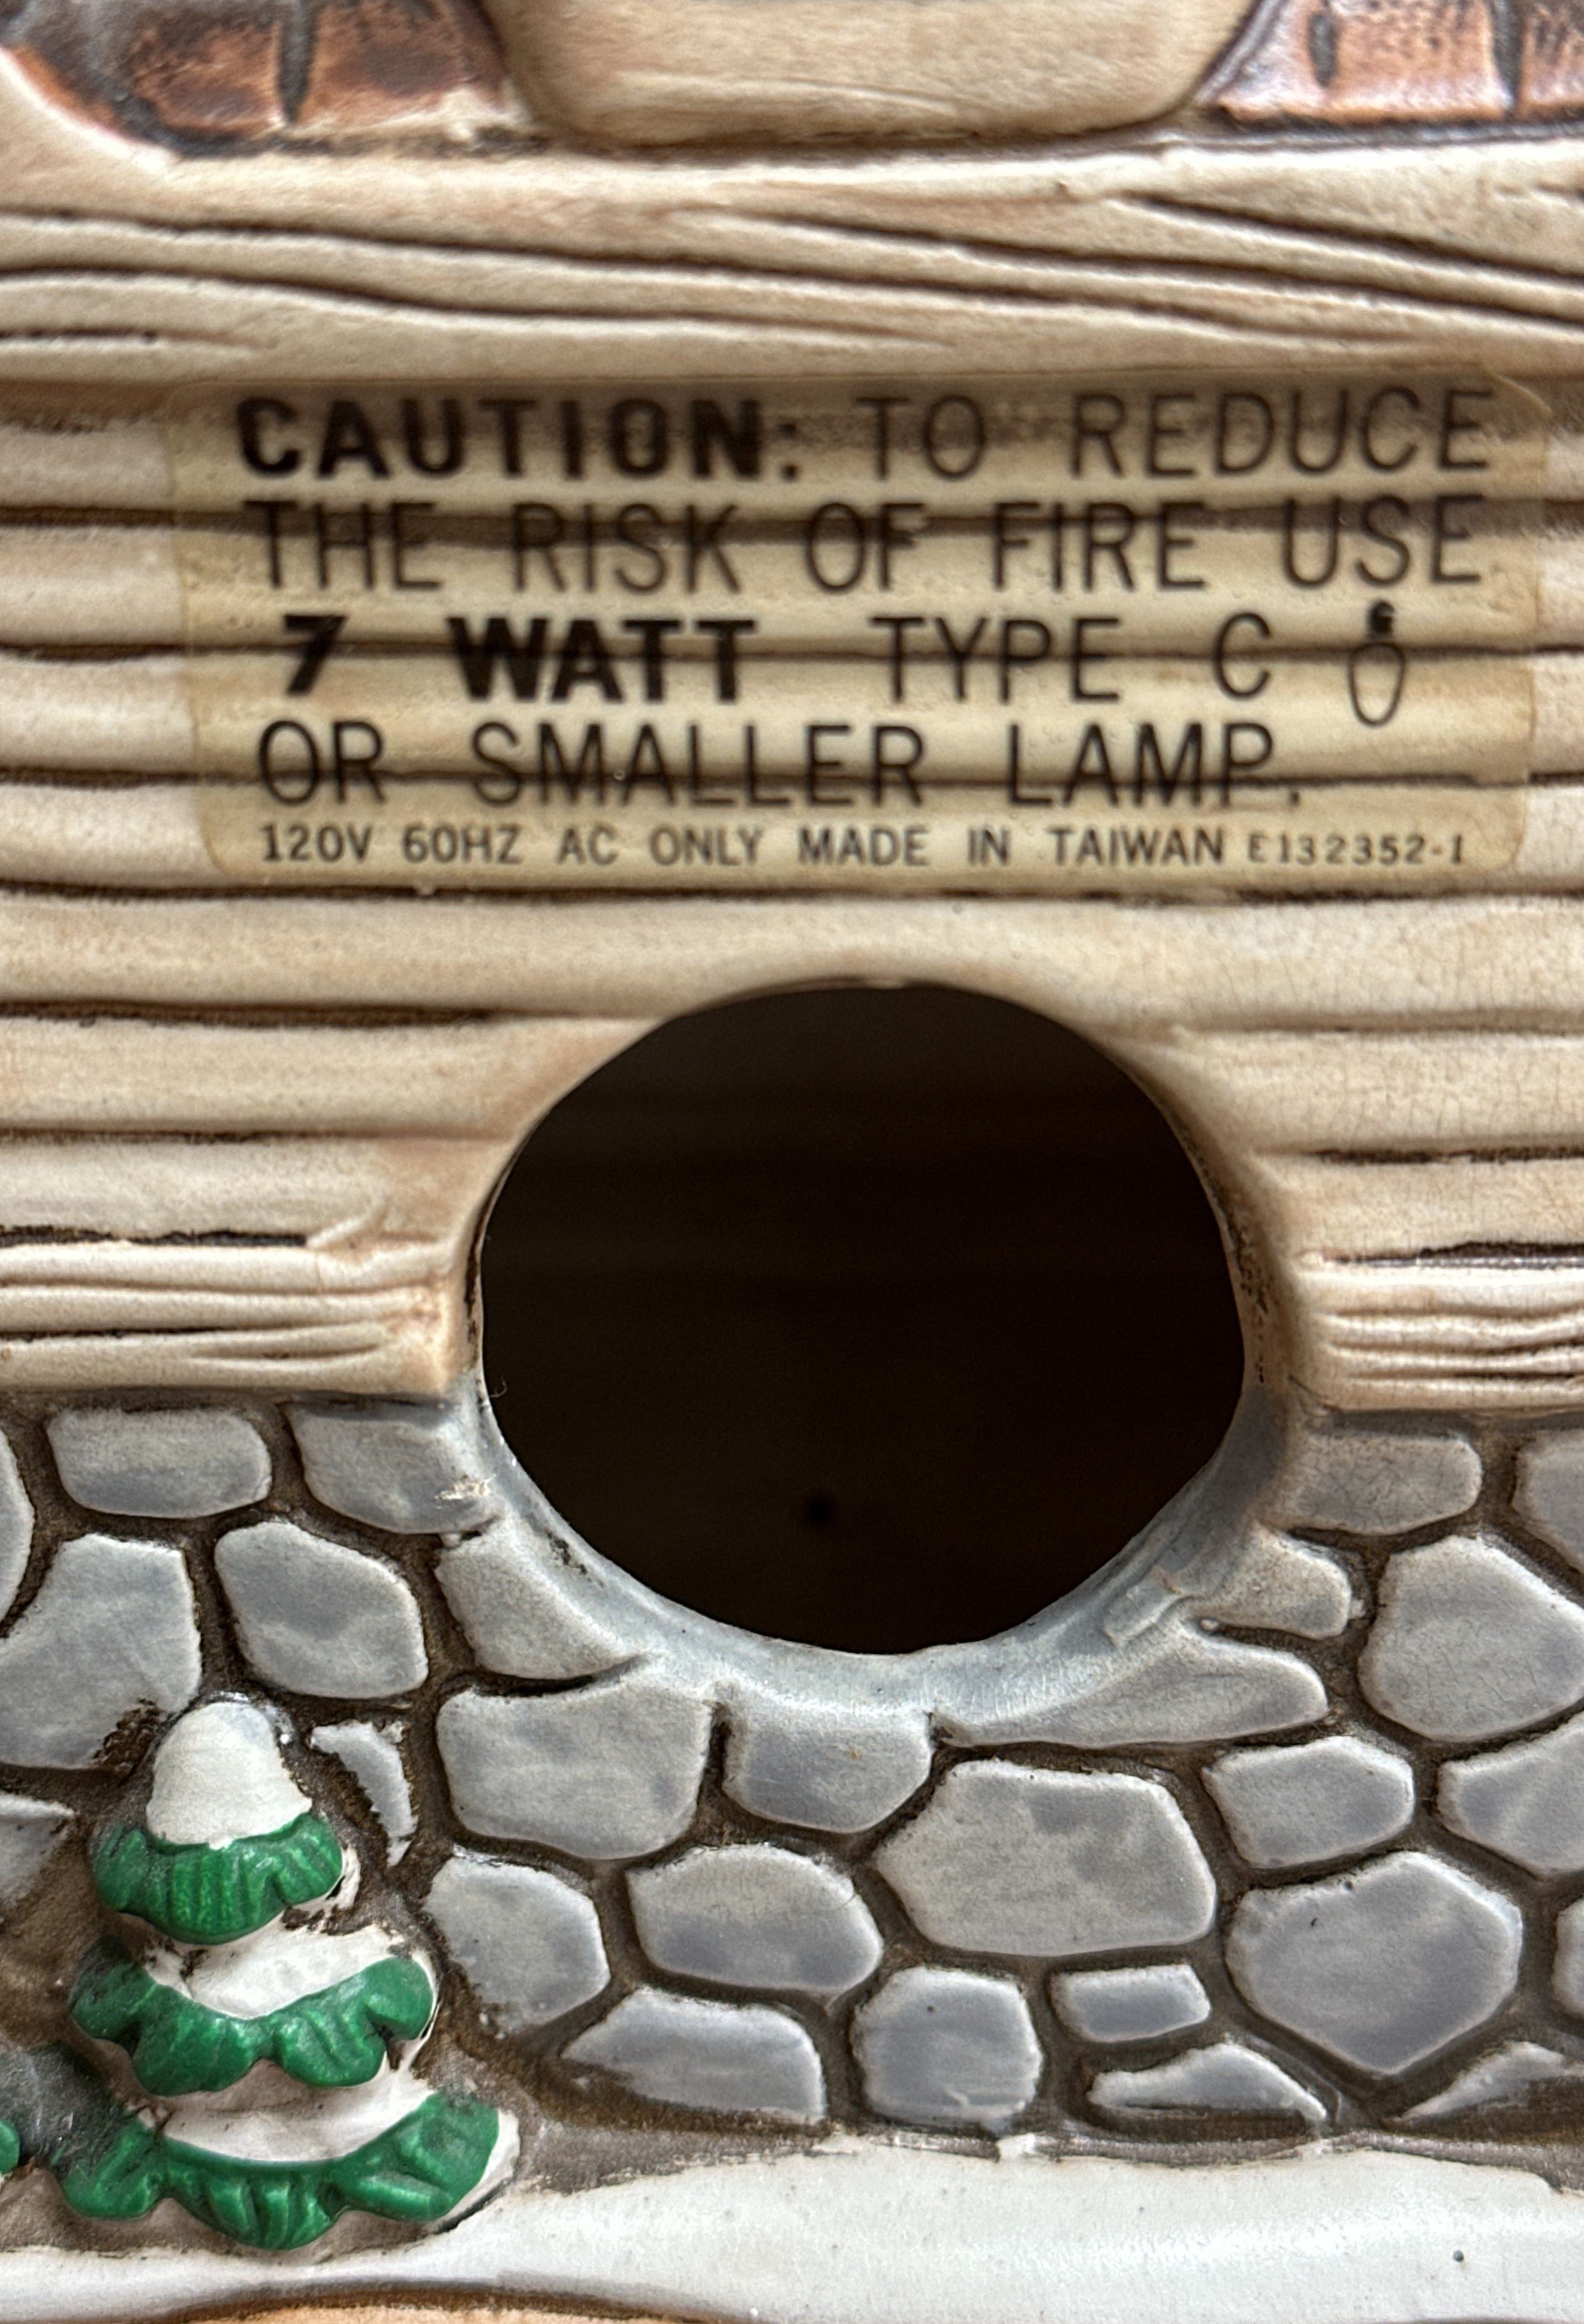 CAUTION: TO REDUCE
THE RISK OF FIRE USE
7 WATT TYPE C
OR SMALLER LAMP.
120V 60HZ AC ONLY MADE IN TAIWAN E132352-1